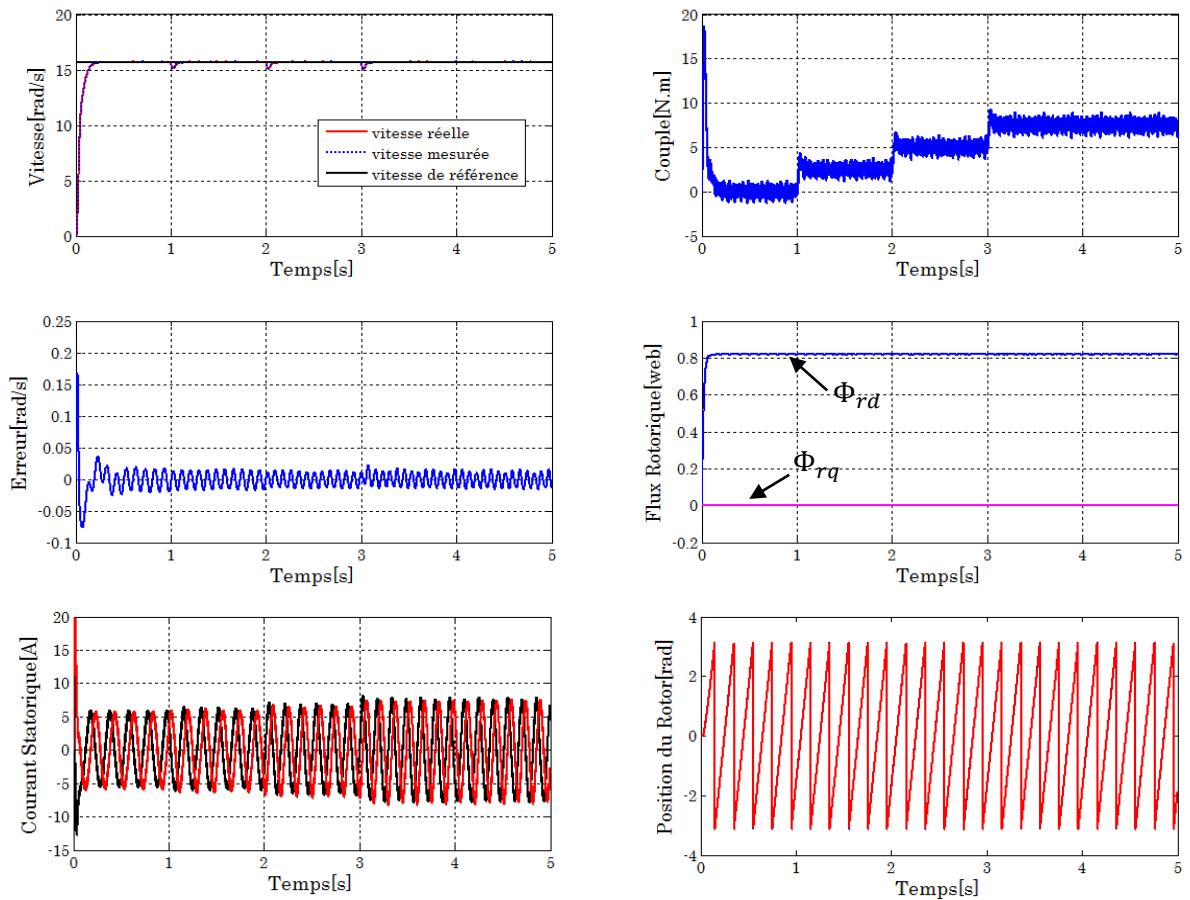 20
15
10
5
0
Vitesse[rad/s]
vitesse réelle
vitesse mesurée
vitesse de référence
0 1 2 3 4 5
Temps[s]
20
15
10
5
0
-5
Couple[N.m]
0 1 2 3 4 5
Temps[s]
0.25
0.2
0.15
0.1
0.05
0
-0.05
-0.1
Erreur[rad/s]
0 1 2 3 4 5
Temps[s]
1
0.8
0.6
0.4
0.2
0
-0.2
Flux Rotorique[web]
Φrd
Φrq
0 1 2 3 4 5
Temps[s]
20
15
10
5
0
-5
-10
-15
Courant Statorique[A]
0 1 2 3 4 5
Temps[s]
4
2
0
-2
-4
Position du Rotor[rad]
0 1 2 3 4 5
Temps[s]